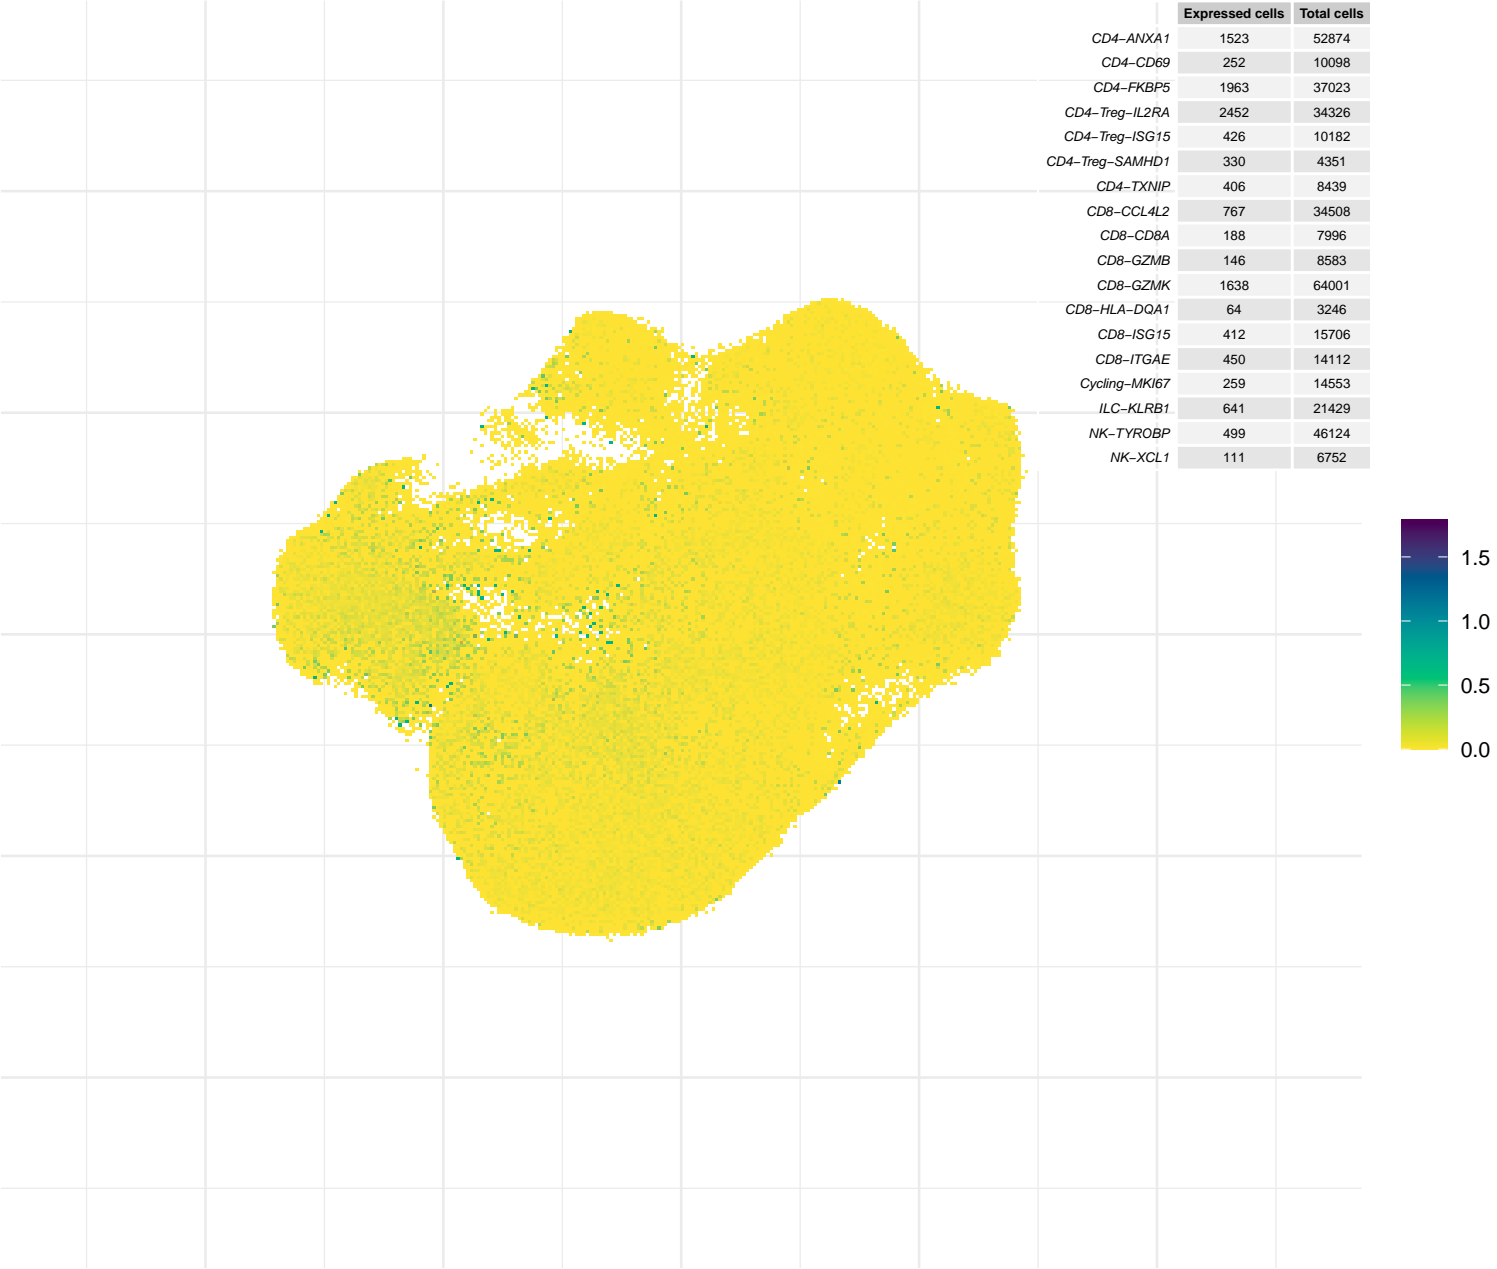 Expressed cells Total cells
CD4−ANXA1 1523 52874
CD4−CD69 252 10098
CD4−FKBP5 1963 37023
CD4−Treg−IL2RA 2452 34326
CD4−Treg−ISG15 426 10182
CD4−Treg−SAMHD1 330 4351
CD4−TXNIP 406 8439
CD8−CCL4L2 767 34508
CD8−CD8A 188 7996
CD8−GZMB 146 8583
CD8−GZMK 1638 64001
CD8−HLA−DQA1 64 3246
CD8−ISG15 412 15706
CD8−ITGAE 450 14112
Cycling−MKI67 259 14553
ILC−KLRB1 641 21429
NK−TYROBP 499 46124
NK−XCL1 111 6752
1.5
1.0
0.5
0.0